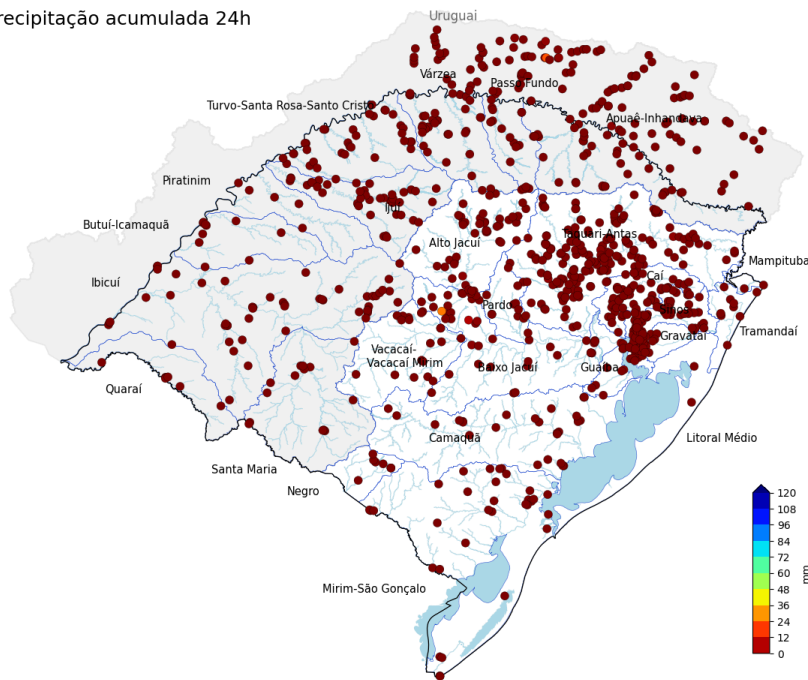 recipitação acumulada 24h
Uruguai
Várzea
Passo Fundo
Turvo-Santa Rosa-Santo Cristo
Apuaê-Inhandava
Piratinim
Ijuí
Butuí-Icamaquã
Taquari-Antas
Alto Jacuí
Mampituba
Ibicuí
Caí
Pardo
Sinos
Tramandaí
Gravataí
Vacacaí-
Vacacaí Mirim
Baixo Jacuí
Guaíba
Quaraí
Camaquã
Litoral Médio
Santa Maria
Negro
120
108
96
84
72
60
48
36
24
12
0
mm
Mirim-São Gonçalo